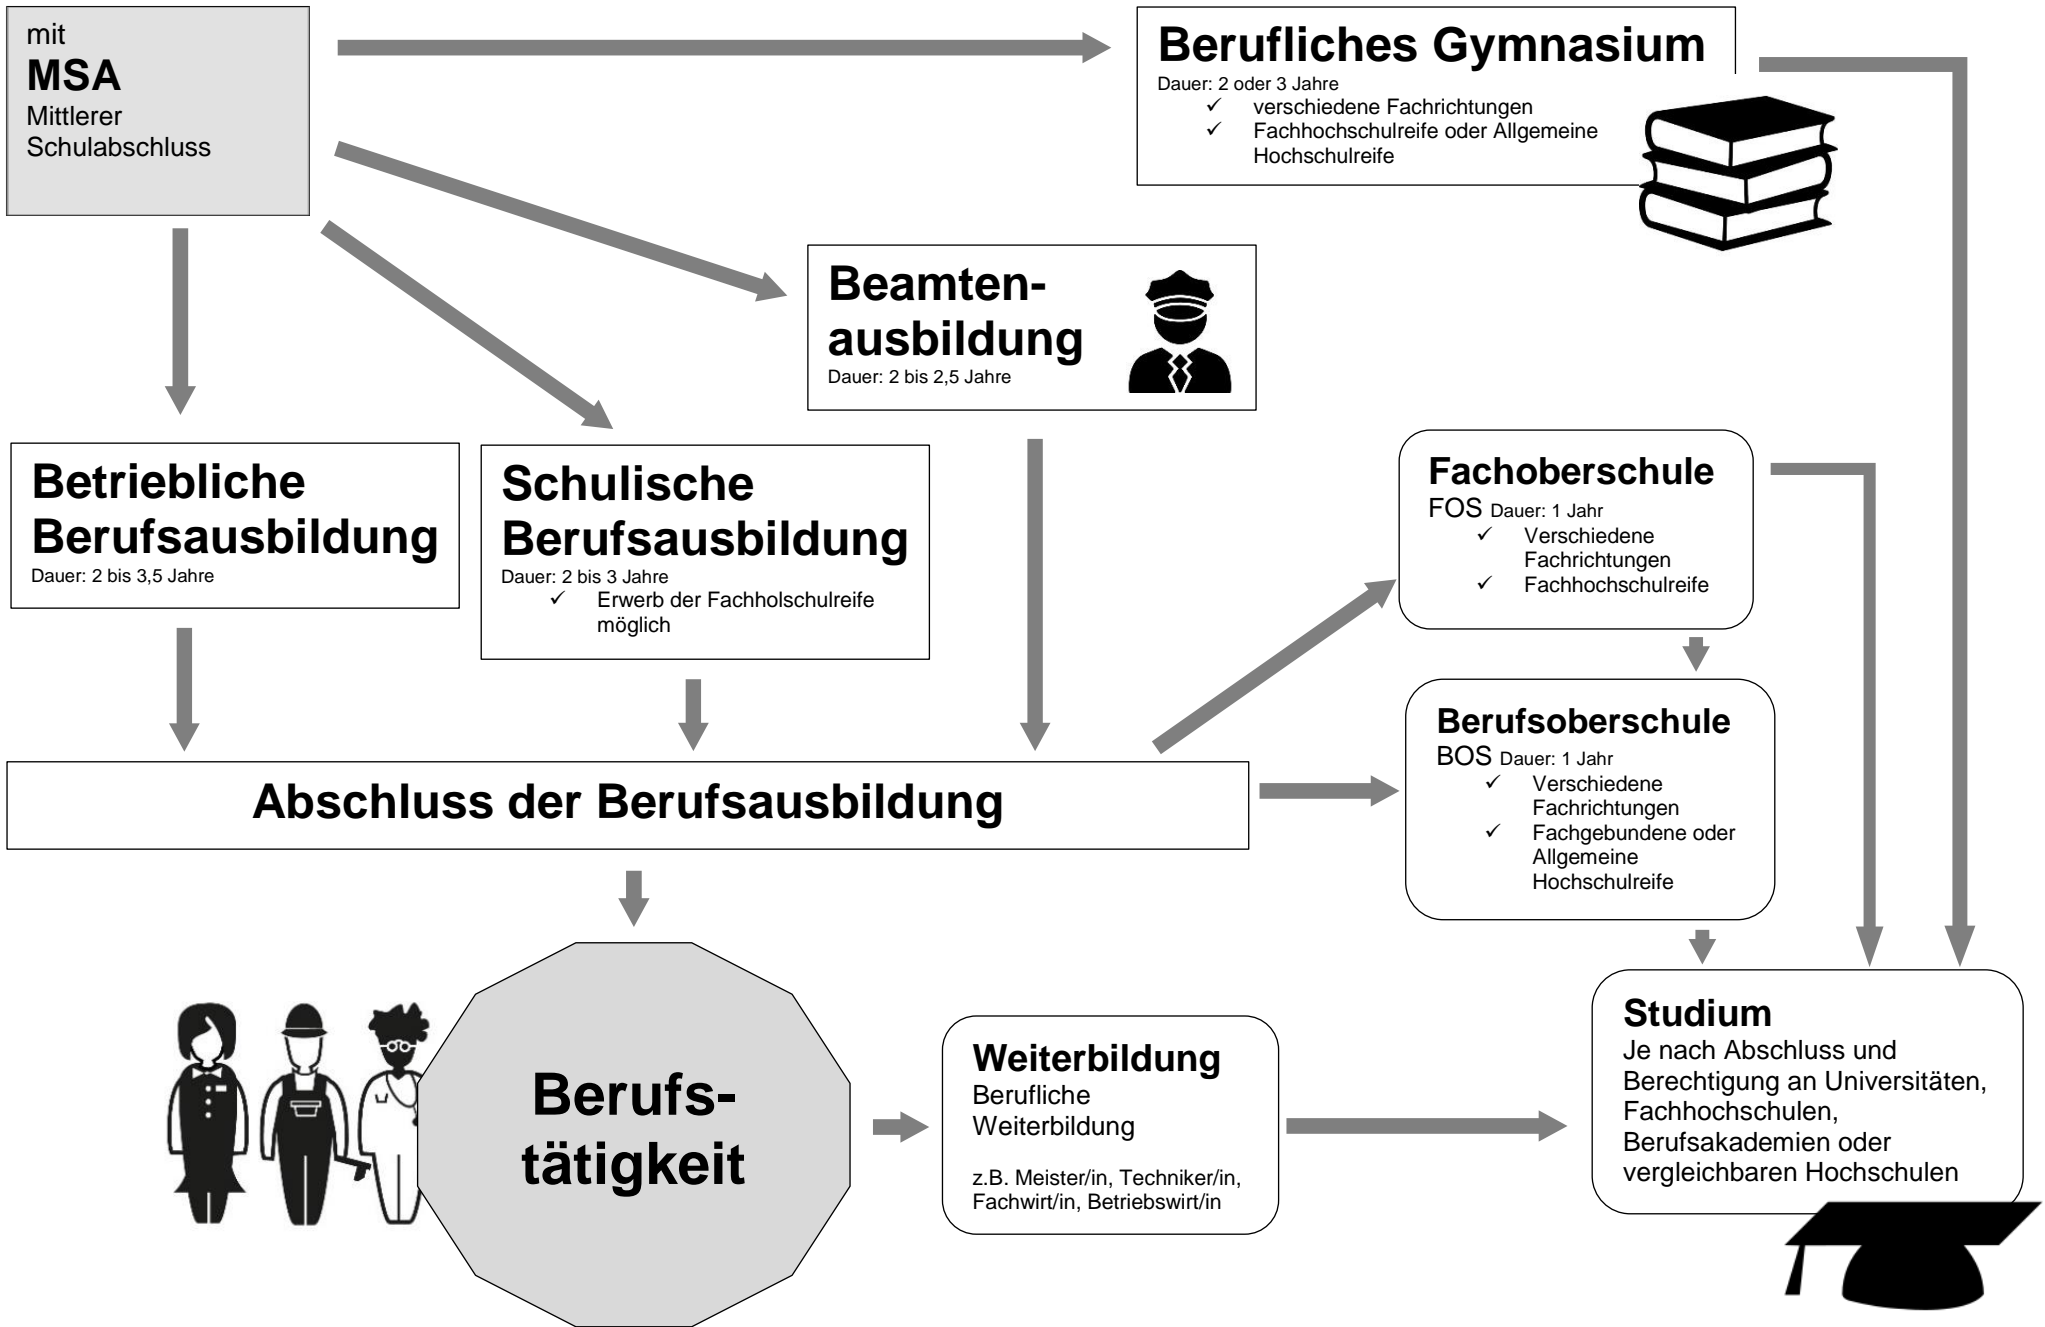 mit
MSA
Mittlerer
Schulabschluss
Berufliches Gymnasium
Dauer: 2 oder 3 Jahre
✓ verschiedene Fachrichtungen
✓ Fachhochschulreife oder Allgemeine
Hochschulreife
Beamten-
ausbildung
Dauer: 2 bis 2,5 Jahre
Betriebliche
Berufsausbildung
Dauer: 2 bis 3,5 Jahre
Schulische
Berufsausbildung
Dauer: 2 bis 3 Jahre
✓ Erwerb der Fachholschulreife
möglich
Fachoberschule
FOS Dauer: 1 Jahr
✓ Verschiedene
Fachrichtungen
✓ Fachhochschulreife
Berufsoberschule
BOS Dauer: 1 Jahr
✓ Verschiedene
Fachrichtungen
✓ Fachgebundene oder
Allgemeine
Hochschulreife
Abschluss der Berufsausbildung
Berufs-
tätigkeit
Weiterbildung
Berufliche
Weiterbildung
z.B. Meister/in, Techniker/in,
Fachwirt/in, Betriebswirt/in
Studium
Je nach Abschluss und
Berechtigung an Universitäten,
Fachhochschulen,
Berufsakademien oder
vergleichbaren Hochschulen